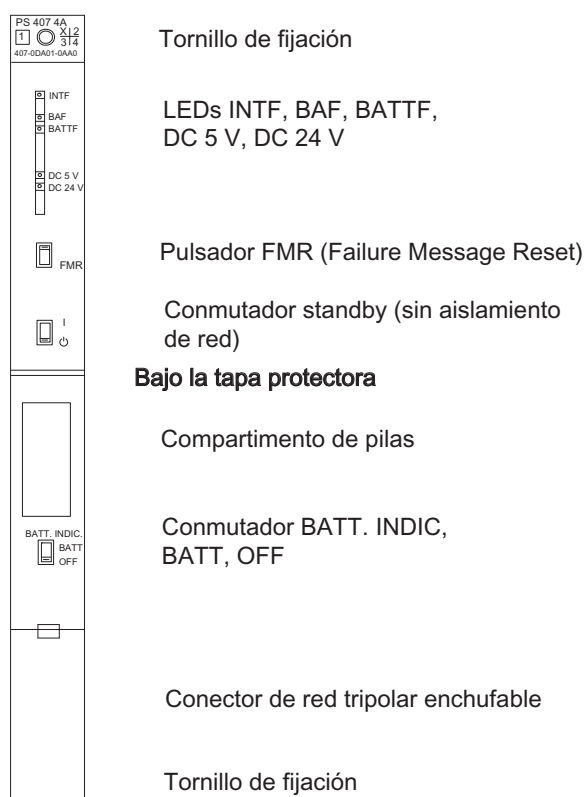 PS 407 4A
1
X 2
3 4
407-0DA01-0AA0
Tornillo de fijación
INTF
BAF
BATTF
DC 5 V
DC 24 V
LEDs INTF, BAF, BATTF,
DC 5 V, DC 24 V
FMR
Pulsador FMR (Failure Message Reset)
I
Conmutador standby (sin aislamiento
de red)
Bajo la tapa protectora
Compartimento de pilas
BATT. INDIC.
BATT
OFF
Conmutador BATT. INDIC,
BATT, OFF
Conector de red tripolar enchufable
Tornillo de fijación